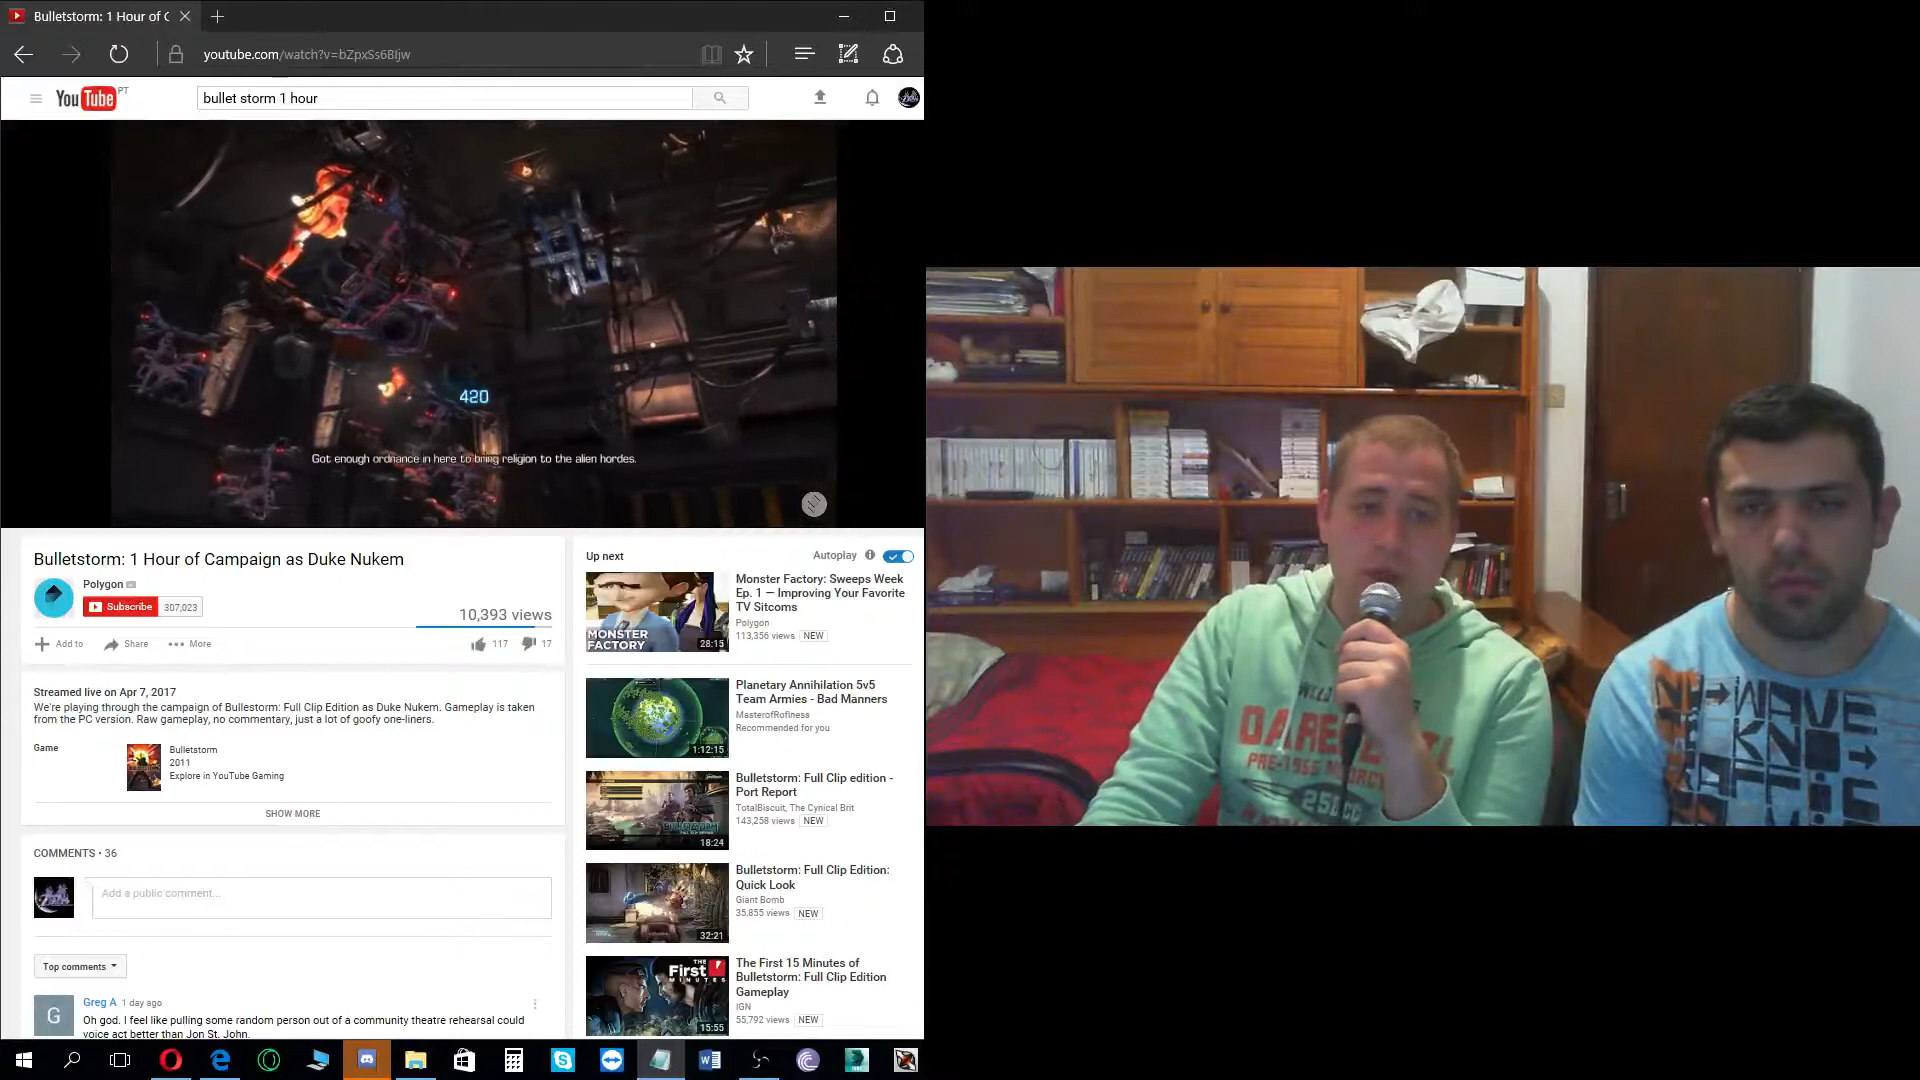 Bulletstorm: 1 Hour of C
youtube.com/watch?v=bZpxSs6BIjw
YouTube PT
bullet storm 1 hour
420
Got enough ordnance in here to bring religion to the alien hordes.
Bulletstorm: 1 Hour of Campaign as Duke Nukem
Polygon
Subscribe 307,023
10,393 views
Add to Share More 117 17
Streamed live on Apr 7, 2017
We're playing through the campaign of Bullestorm: Full Clip Edition as Duke Nukem. Gameplay is taken
from the PC version. Raw gameplay, no commentary, just a lot of goofy one-liners.
Game
Bulletstorm
2011
Explore in YouTube Gaming
SHOW MORE
COMMENTS • 36
Add a public comment...
Top comments
G
Greg A 1 day ago
Oh god. I feel like pulling some random person out of a community theatre rehearsal could
voice act better than Jon St. John.
Up next
Autoplay
MONSTER
FACTORY
28:15
Monster Factory: Sweeps Week
Ep. 1 — Improving Your Favorite
TV Sitcoms
Polygon
113,356 views NEW
1:12:15
Planetary Annihilation 5v5
Team Armies - Bad Manners
MasterofRoflness
Recommended for you
BULLETSTORM
18:24
Bulletstorm: Full Clip edition -
Port Report
TotalBiscuit, The Cynical Brit
143,258 views NEW
32:21
Bulletstorm: Full Clip Edition:
Quick Look
Giant Bomb
35,855 views NEW
THE
First
MINUTES
15:55
The First 15 Minutes of
Bulletstorm: Full Clip Edition
Gameplay
IGN
55,792 views NEW
PRE-1955
250CC
N→WAVE